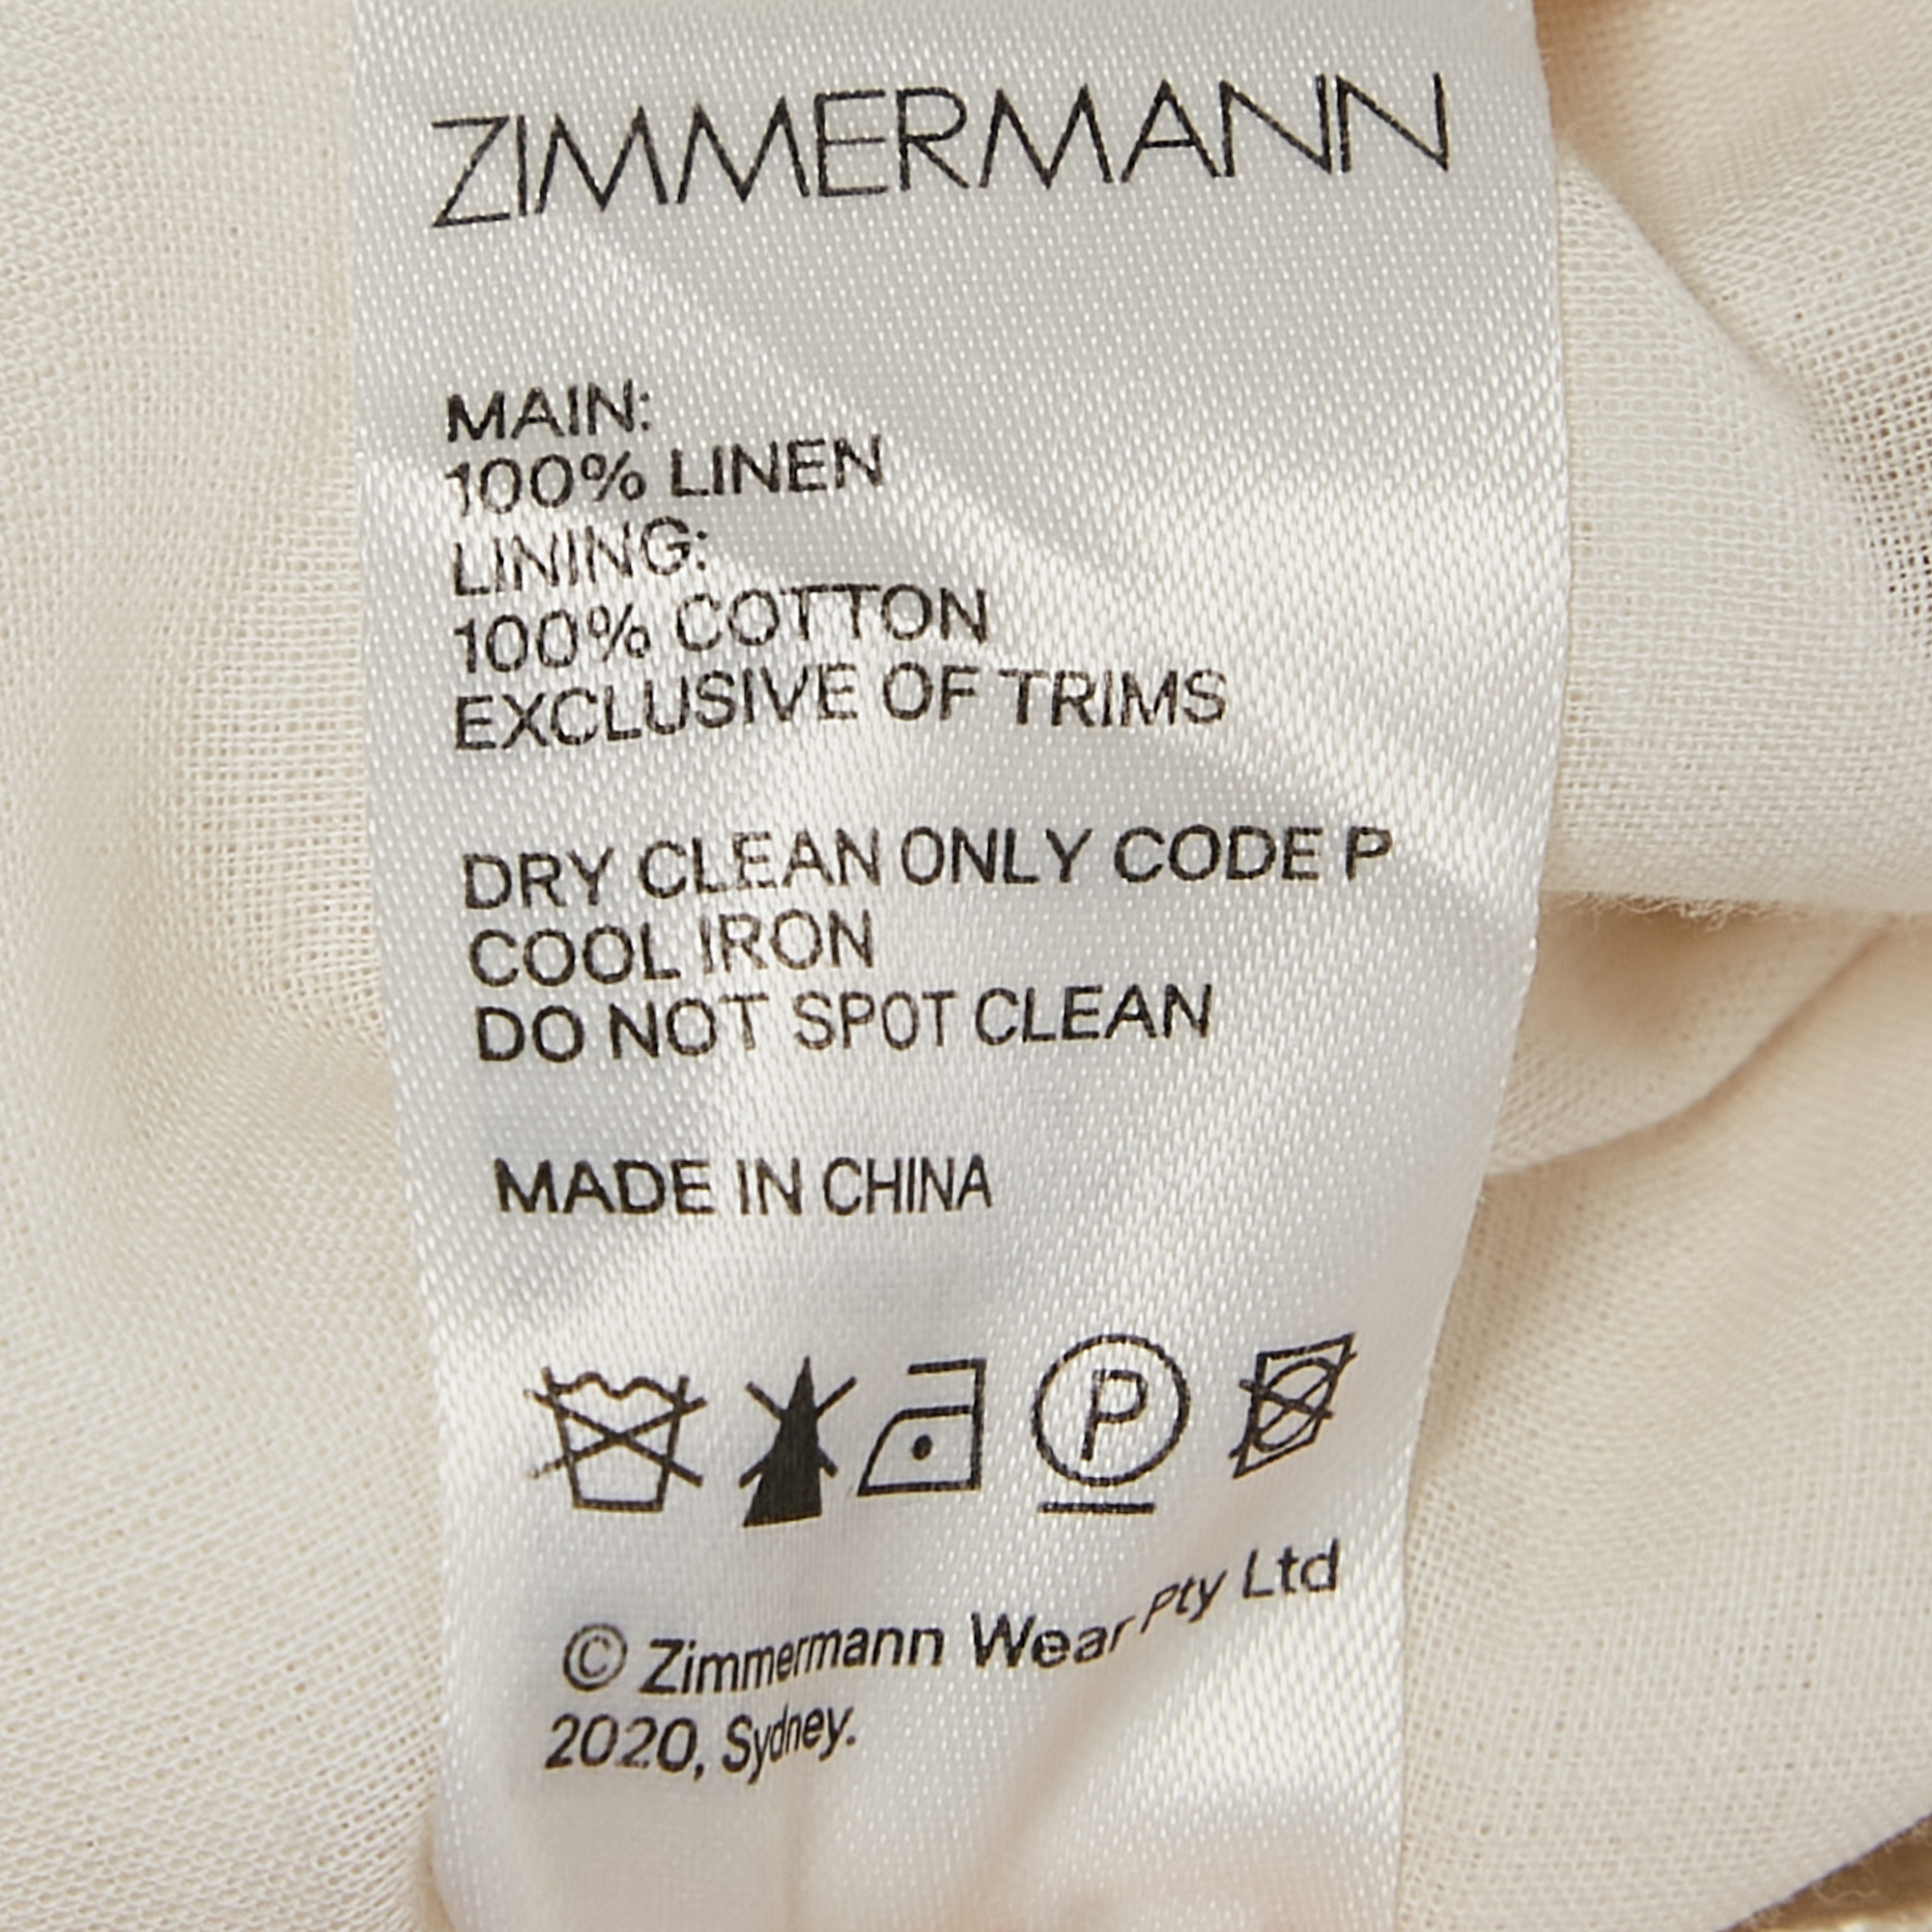 ZIMMERMANN
MAIN:
100% LINEN
LINING:
100% COTTON
EXCLUSIVE OF TRIMS
DRY CLEAN ONLY CODE P
COOL IRON
DO NOT SPOT CLEAN
MADE IN CHINA
P
© Zimmermann Wear Pty Ltd
2020, Sydney.